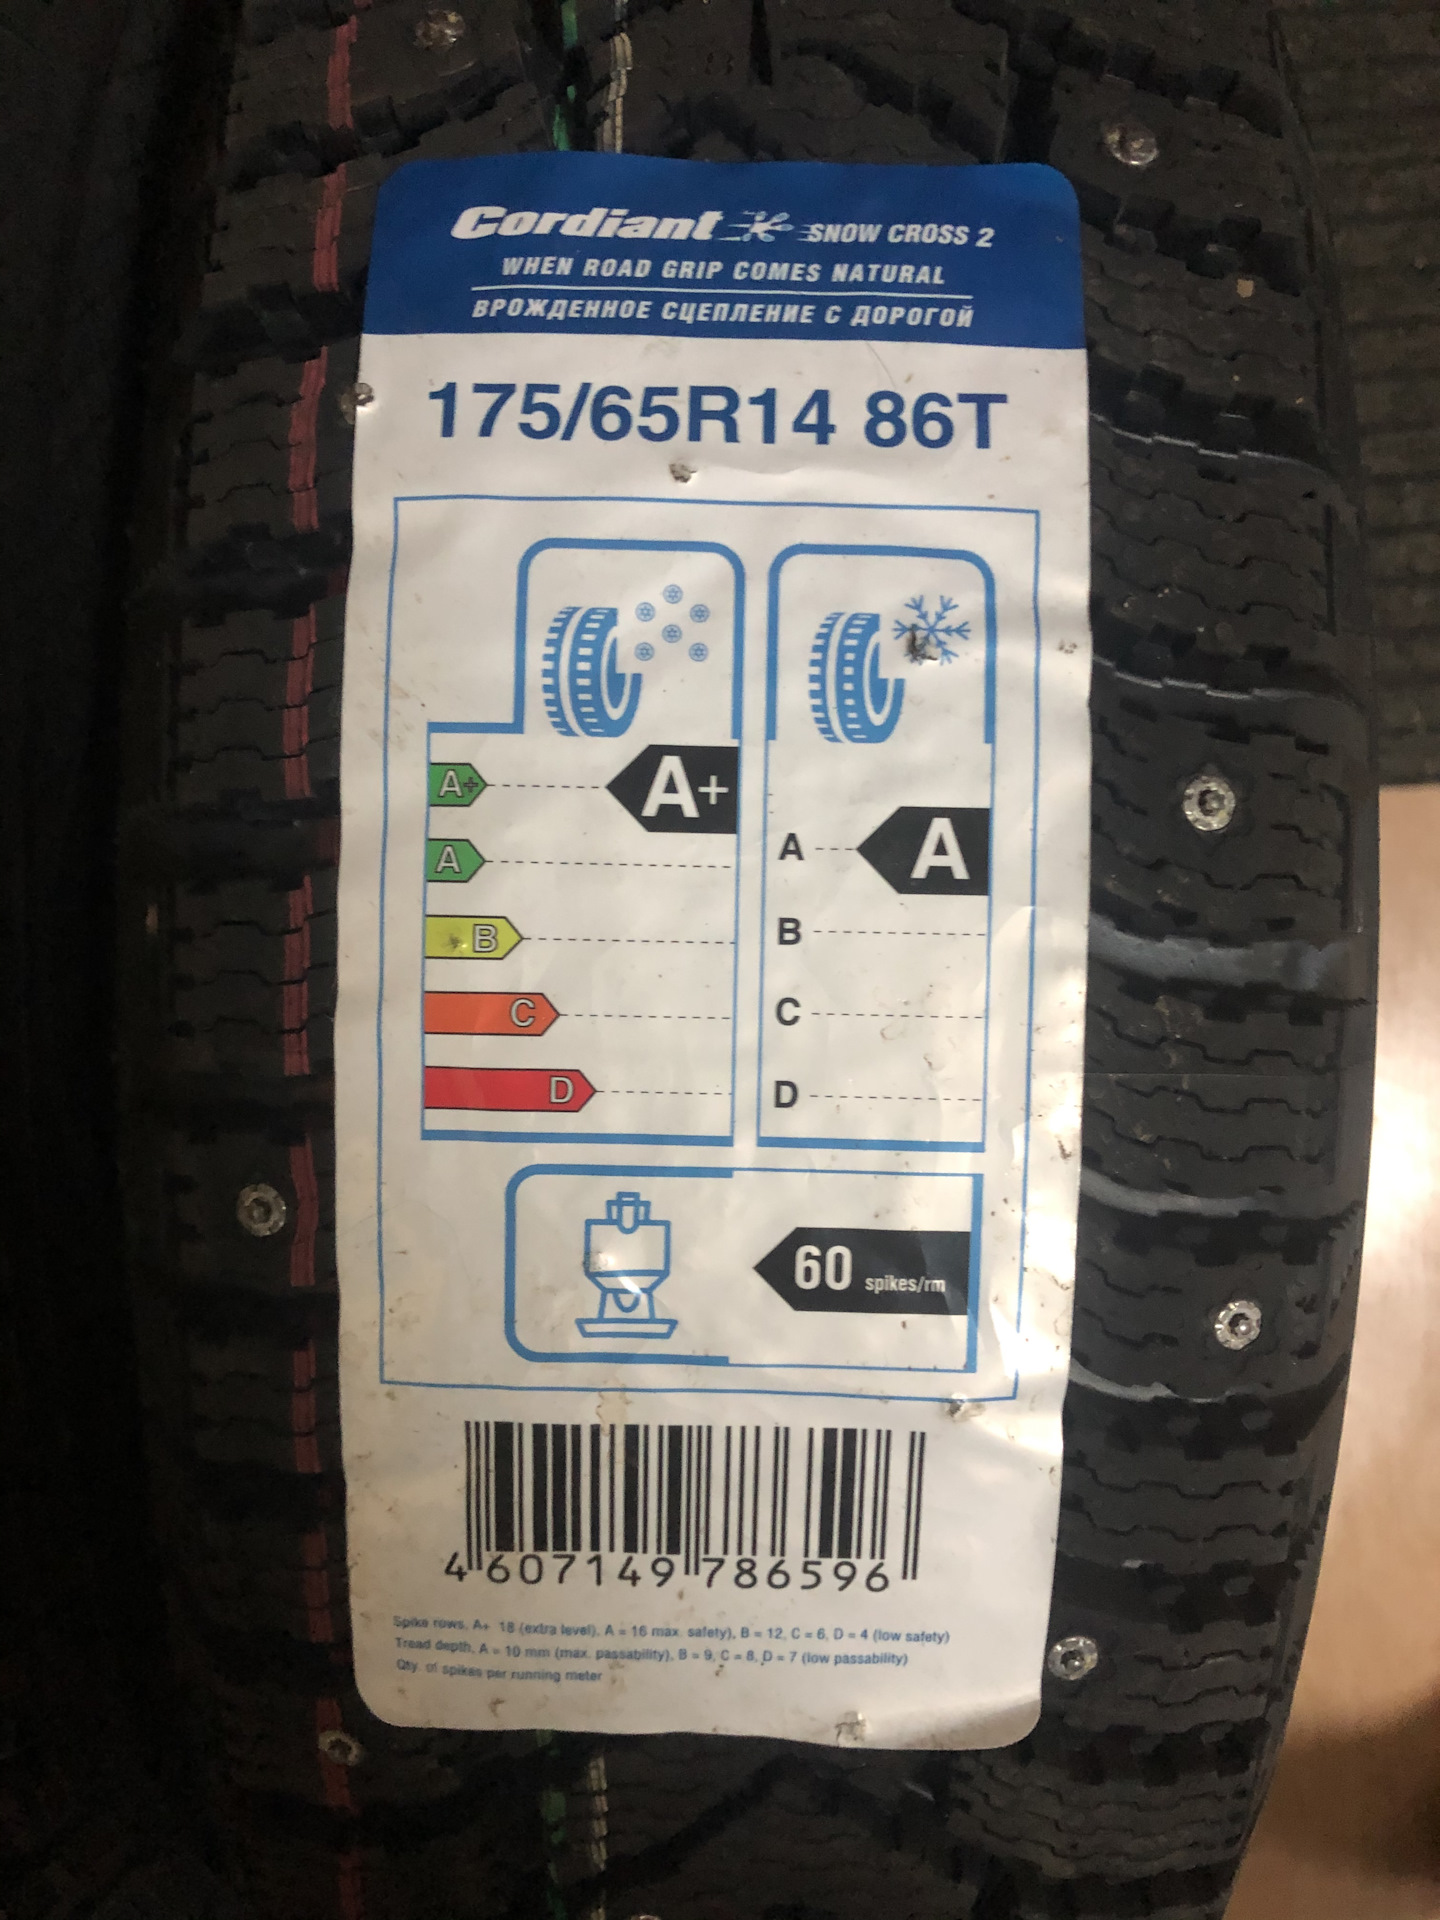 Cordiant SNOW CROSS 2
WHEN ROAD GRIP COMES NATURAL
ВРОЖДЕННОЕ СЦЕПЛЕНИЕ С ДОРОГОЙ
175/65R14 86T
A+ A+
A
B
C
D
A A
B
C
D
60 spikes/rm
4 607149 786596
Spike rows, A+ 18 (extra level), A = 16 max. safety), B = 12, C = 6, D = 4 (low safety)
Tread depth, A = 10 mm (max. passability), B = 9, C = 8, D = 7 (low passability)
Qty. of spikes per running meter